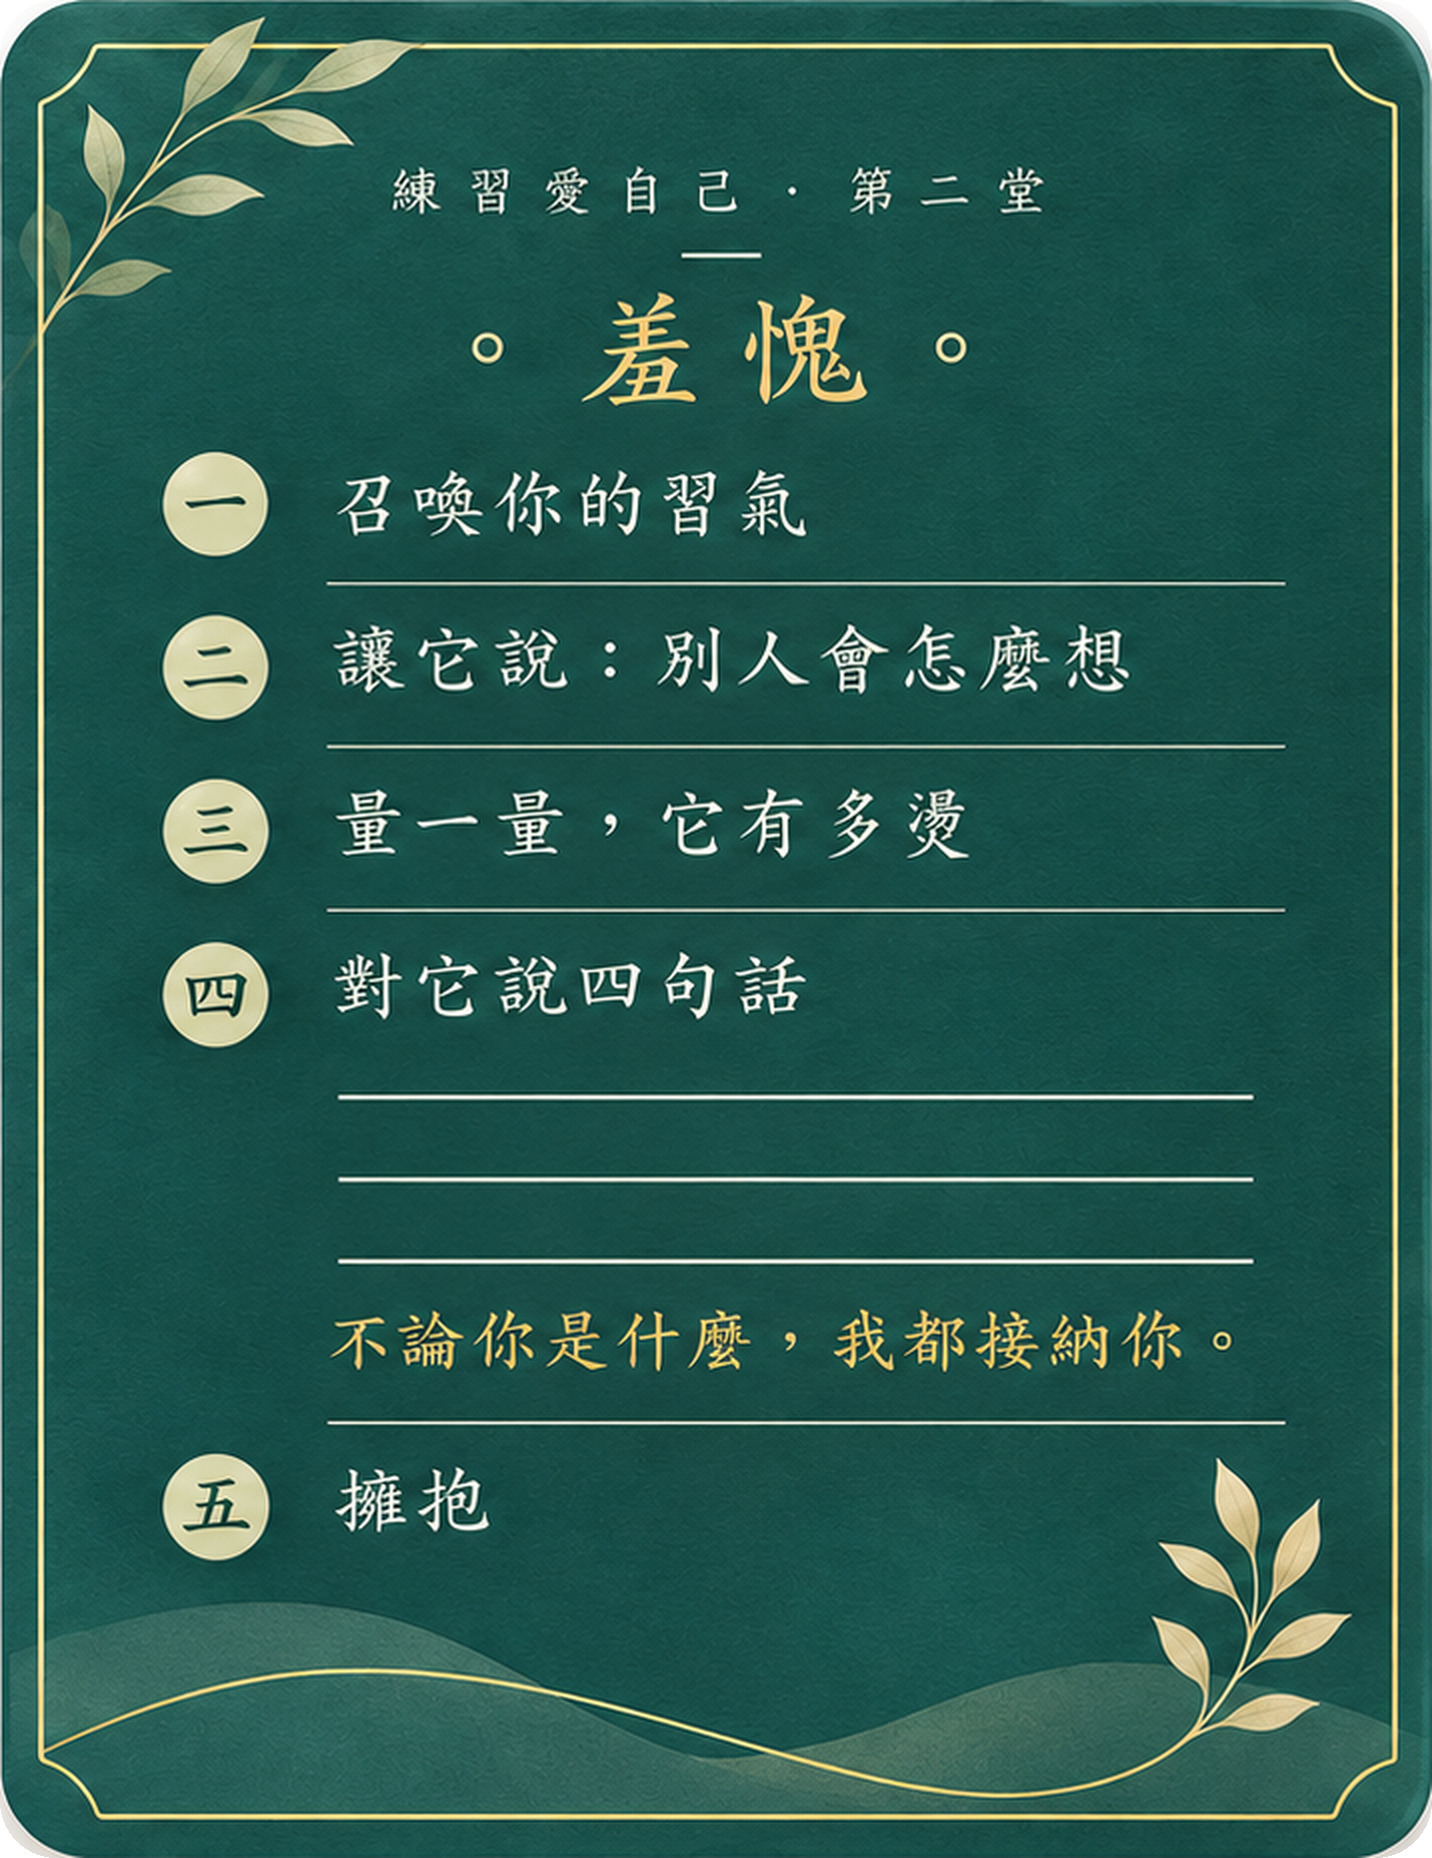 練習愛自己·第二堂
羞愧
一 召喚你的習氣
二 讓它說：別人會怎麼想
三 量一量，它有多燙
四 對它說四句話
不論你是什麼，我都接納你。
五 擁抱